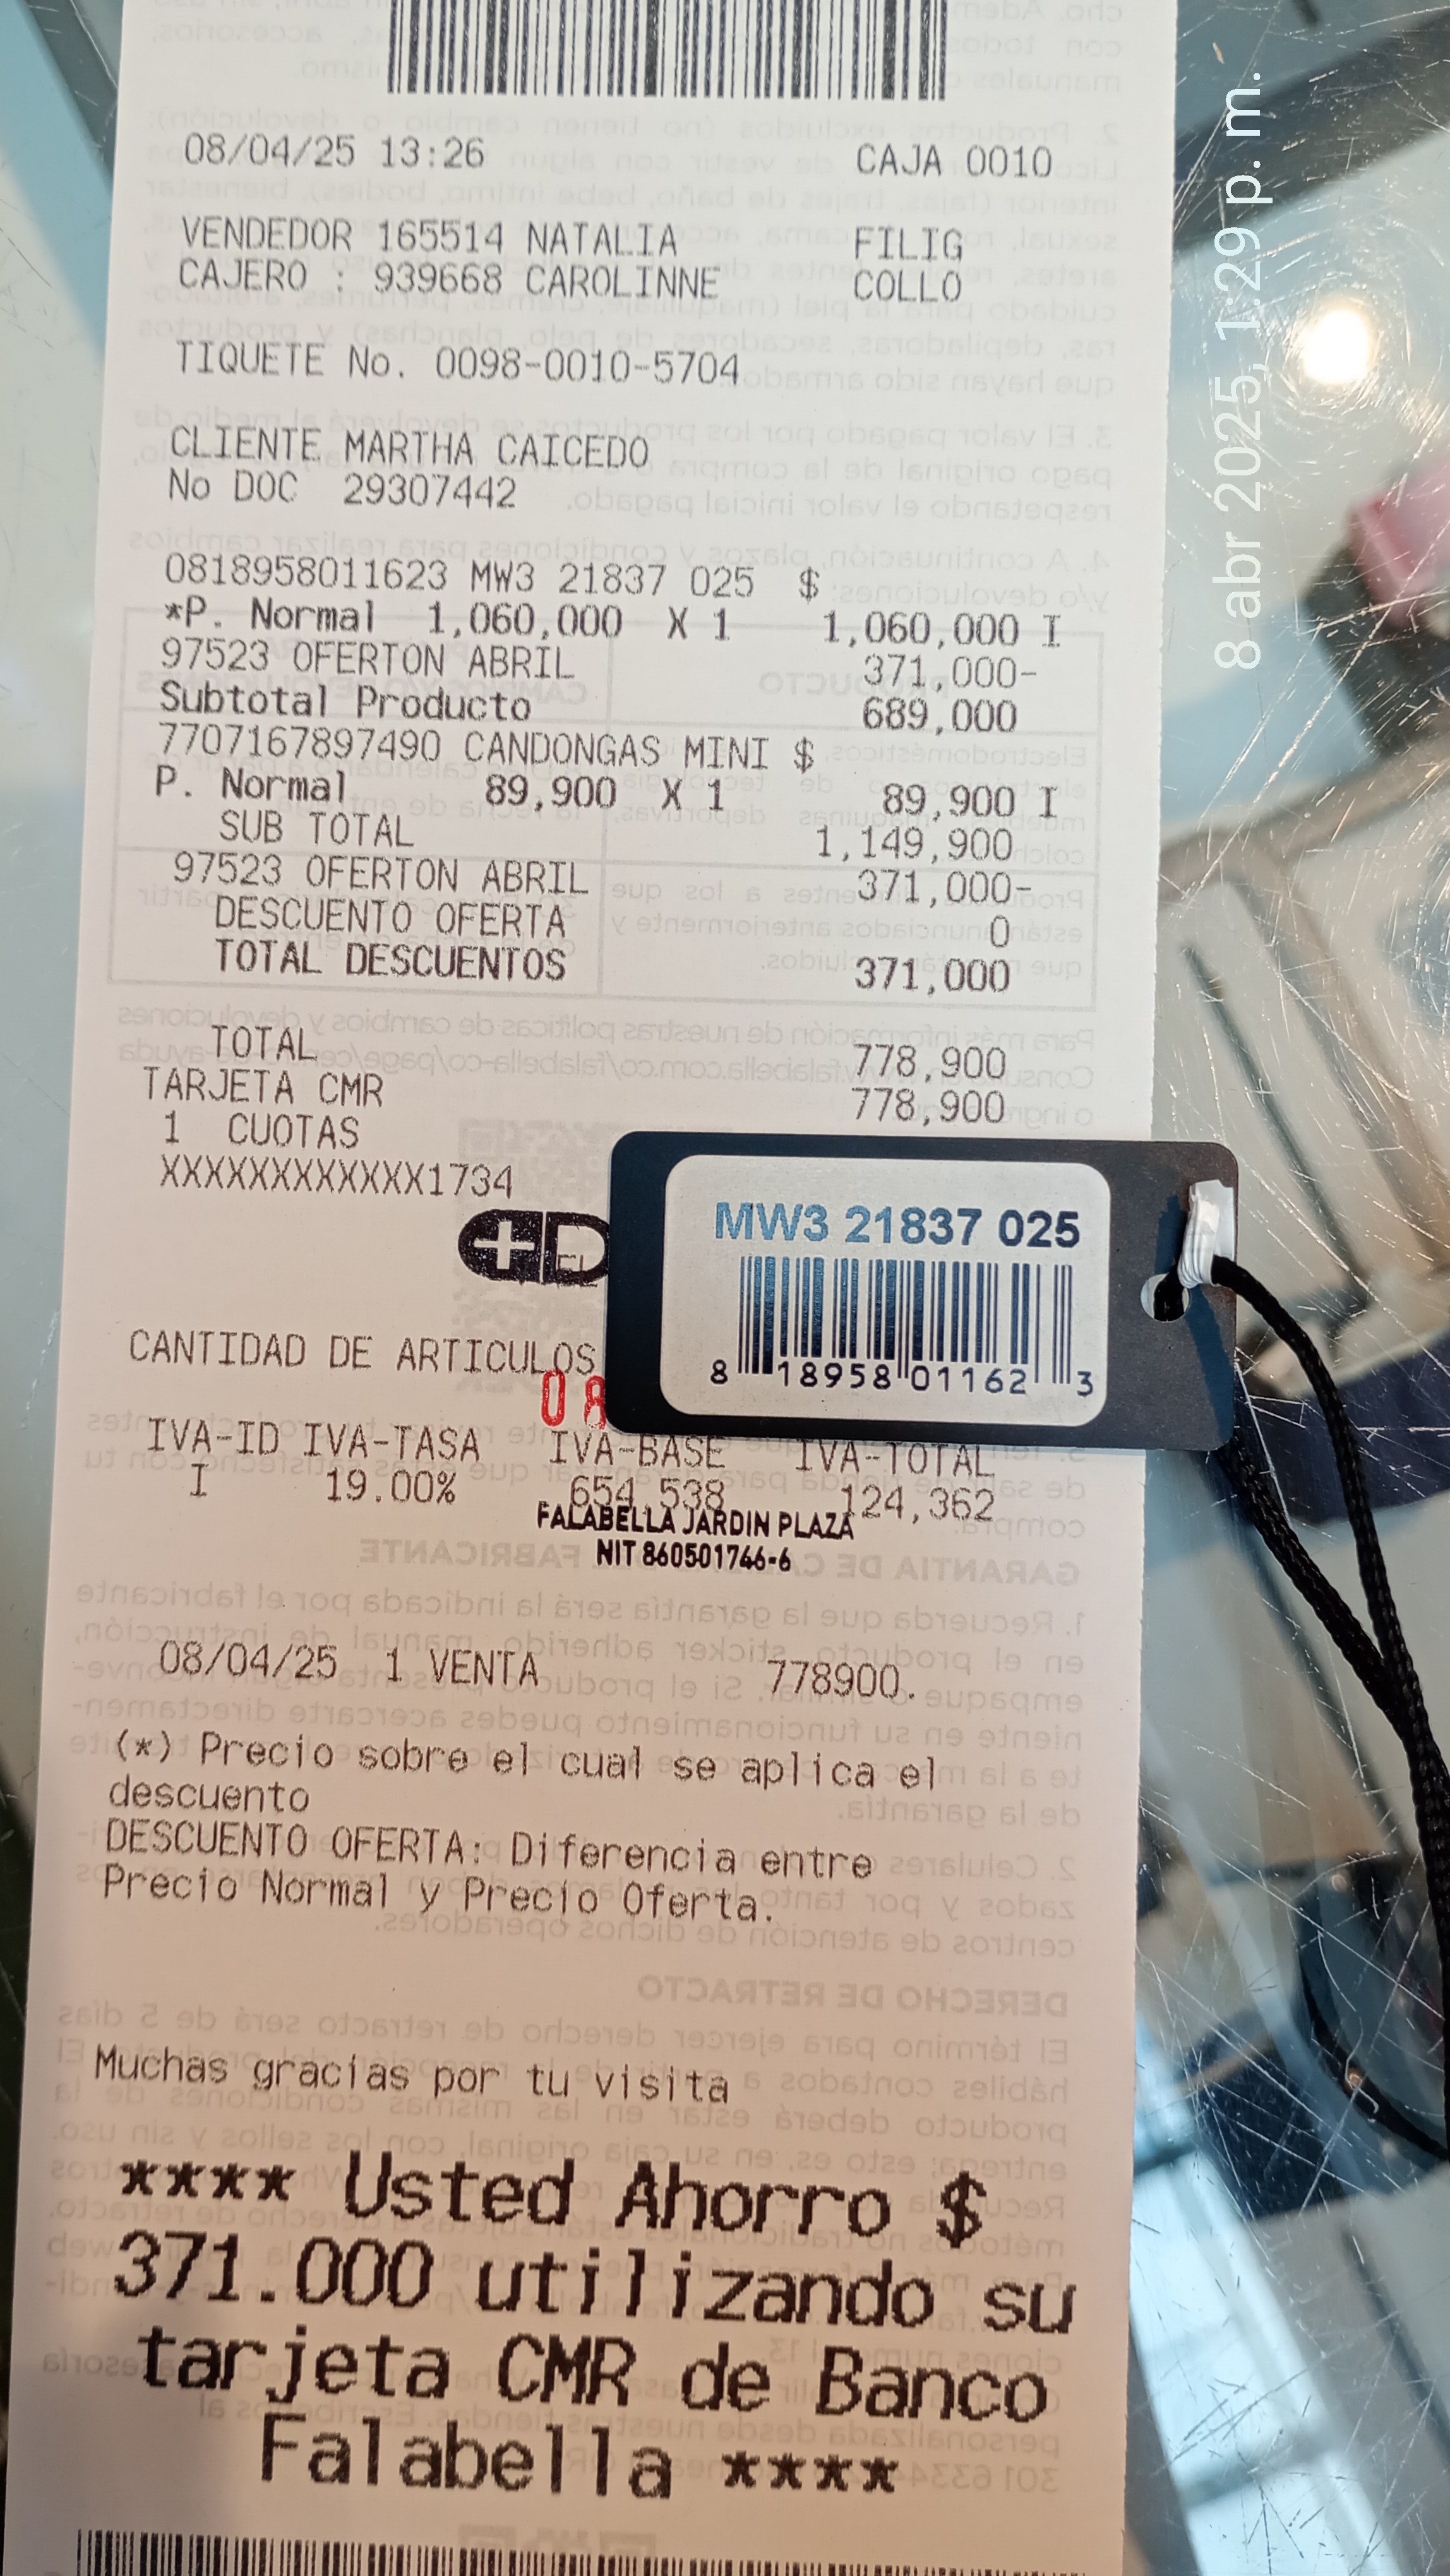 08/04/25 13:26 CAJA 0010
VENDEDOR 165514 NATALIA FILIG
CAJERO : 939668 CAROLINNE COLLO
TIQUETE No. 0098-0010-5704
CLIENTE MARTHA CAICEDO
No DOC 29307442
0818958011623 MW3 21837 025 $
*P. Normal 1,060,000 X 1 1,060,000 I
97523 OFERTON ABRIL 371,000-
Subtotal Producto 689,000
7707167897490 CANDONGAS MINI $
P. Normal 89,900 X 1 89,900 I
SUB TOTAL 1,149,900
97523 OFERTON ABRIL 371,000-
DESCUENTO OFERTA 0
TOTAL DESCUENTOS 371,000
TOTAL 778,900
TARJETA CMR 778,900
1 CUOTAS
XXXXXXXXXXXX1734
MW3 21837 025
8 18958 01162 3
CANTIDAD DE ARTICULOS
08
IVA-ID IVA-TASA IVA-BASE IVA-TOTAL
I 19.00% 654,538 124,362
FALABELLA JARDIN PLAZA
NIT 860501746-6
08/04/25 1 VENTA 778900.
(*) Precio sobre el cual se aplica el
descuento
DESCUENTO OFERTA: Diferencia entre
Precio Normal y Precio Oferta.
Muchas gracias por tu visita
**** Usted Ahorro $
371.000 utilizando su
tarjeta CMR de Banco
Falabella ****
8 abr 2025, 1:29 p. m.